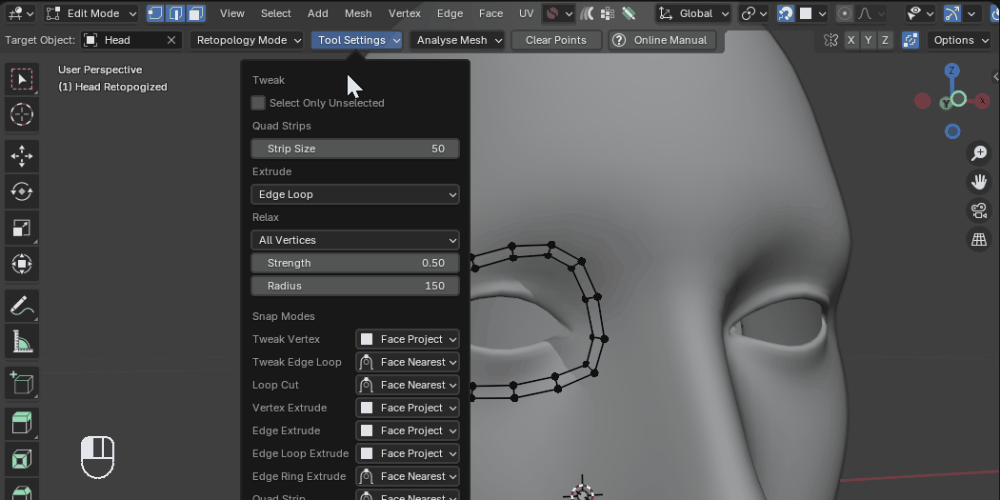 Edit Mode View Select Add Mesh Vertex Edge Face UV Global
Target Object: Head Retopology Mode Tool Settings Analyse Mesh Clear Points ? Online Manual X Y Z Options
User Perspective
(1) Head Retopogized
Z
Y X
Tweak
Select Only Unselected
Quad Strips
Strip Size 50
Extrude
Edge Loop
Relax
All Vertices
Strength 0.50
Radius 150
Snap Modes
Tweak Vertex Face Project
Tweak Edge Loop Face Nearest
Loop Cut Face Nearest
Vertex Extrude Face Project
Edge Extrude Face Project
Edge Loop Extrude Face Project
Edge Ring Extrude Face Nearest
Quad Strip Face Nearest